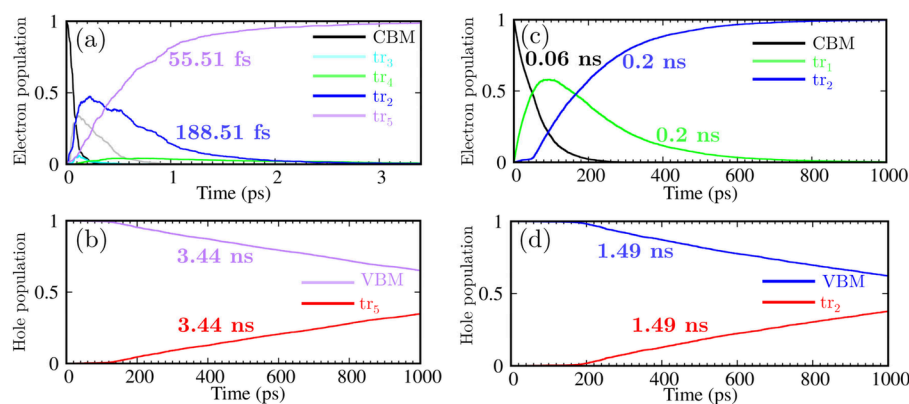 (a)
Electron population
1
0.5
0
55.51 fs
188.51 fs
CBM
tr3
tr4
tr2
tr5
0 1 2 3
Time (ps)
(c)
Electron population
1
0.5
0
0.06 ns
0.2 ns
0.2 ns
CBM
tr1
tr2
0 200 400 600 800 1000
Time (ps)
(b)
Hole population
1
0.5
0
3.44 ns
3.44 ns
VBM
tr5
0 200 400 600 800 1000
Time (ps)
(d)
Hole population
1
0.5
0
1.49 ns
1.49 ns
VBM
tr2
0 200 400 600 800 1000
Time (ps)